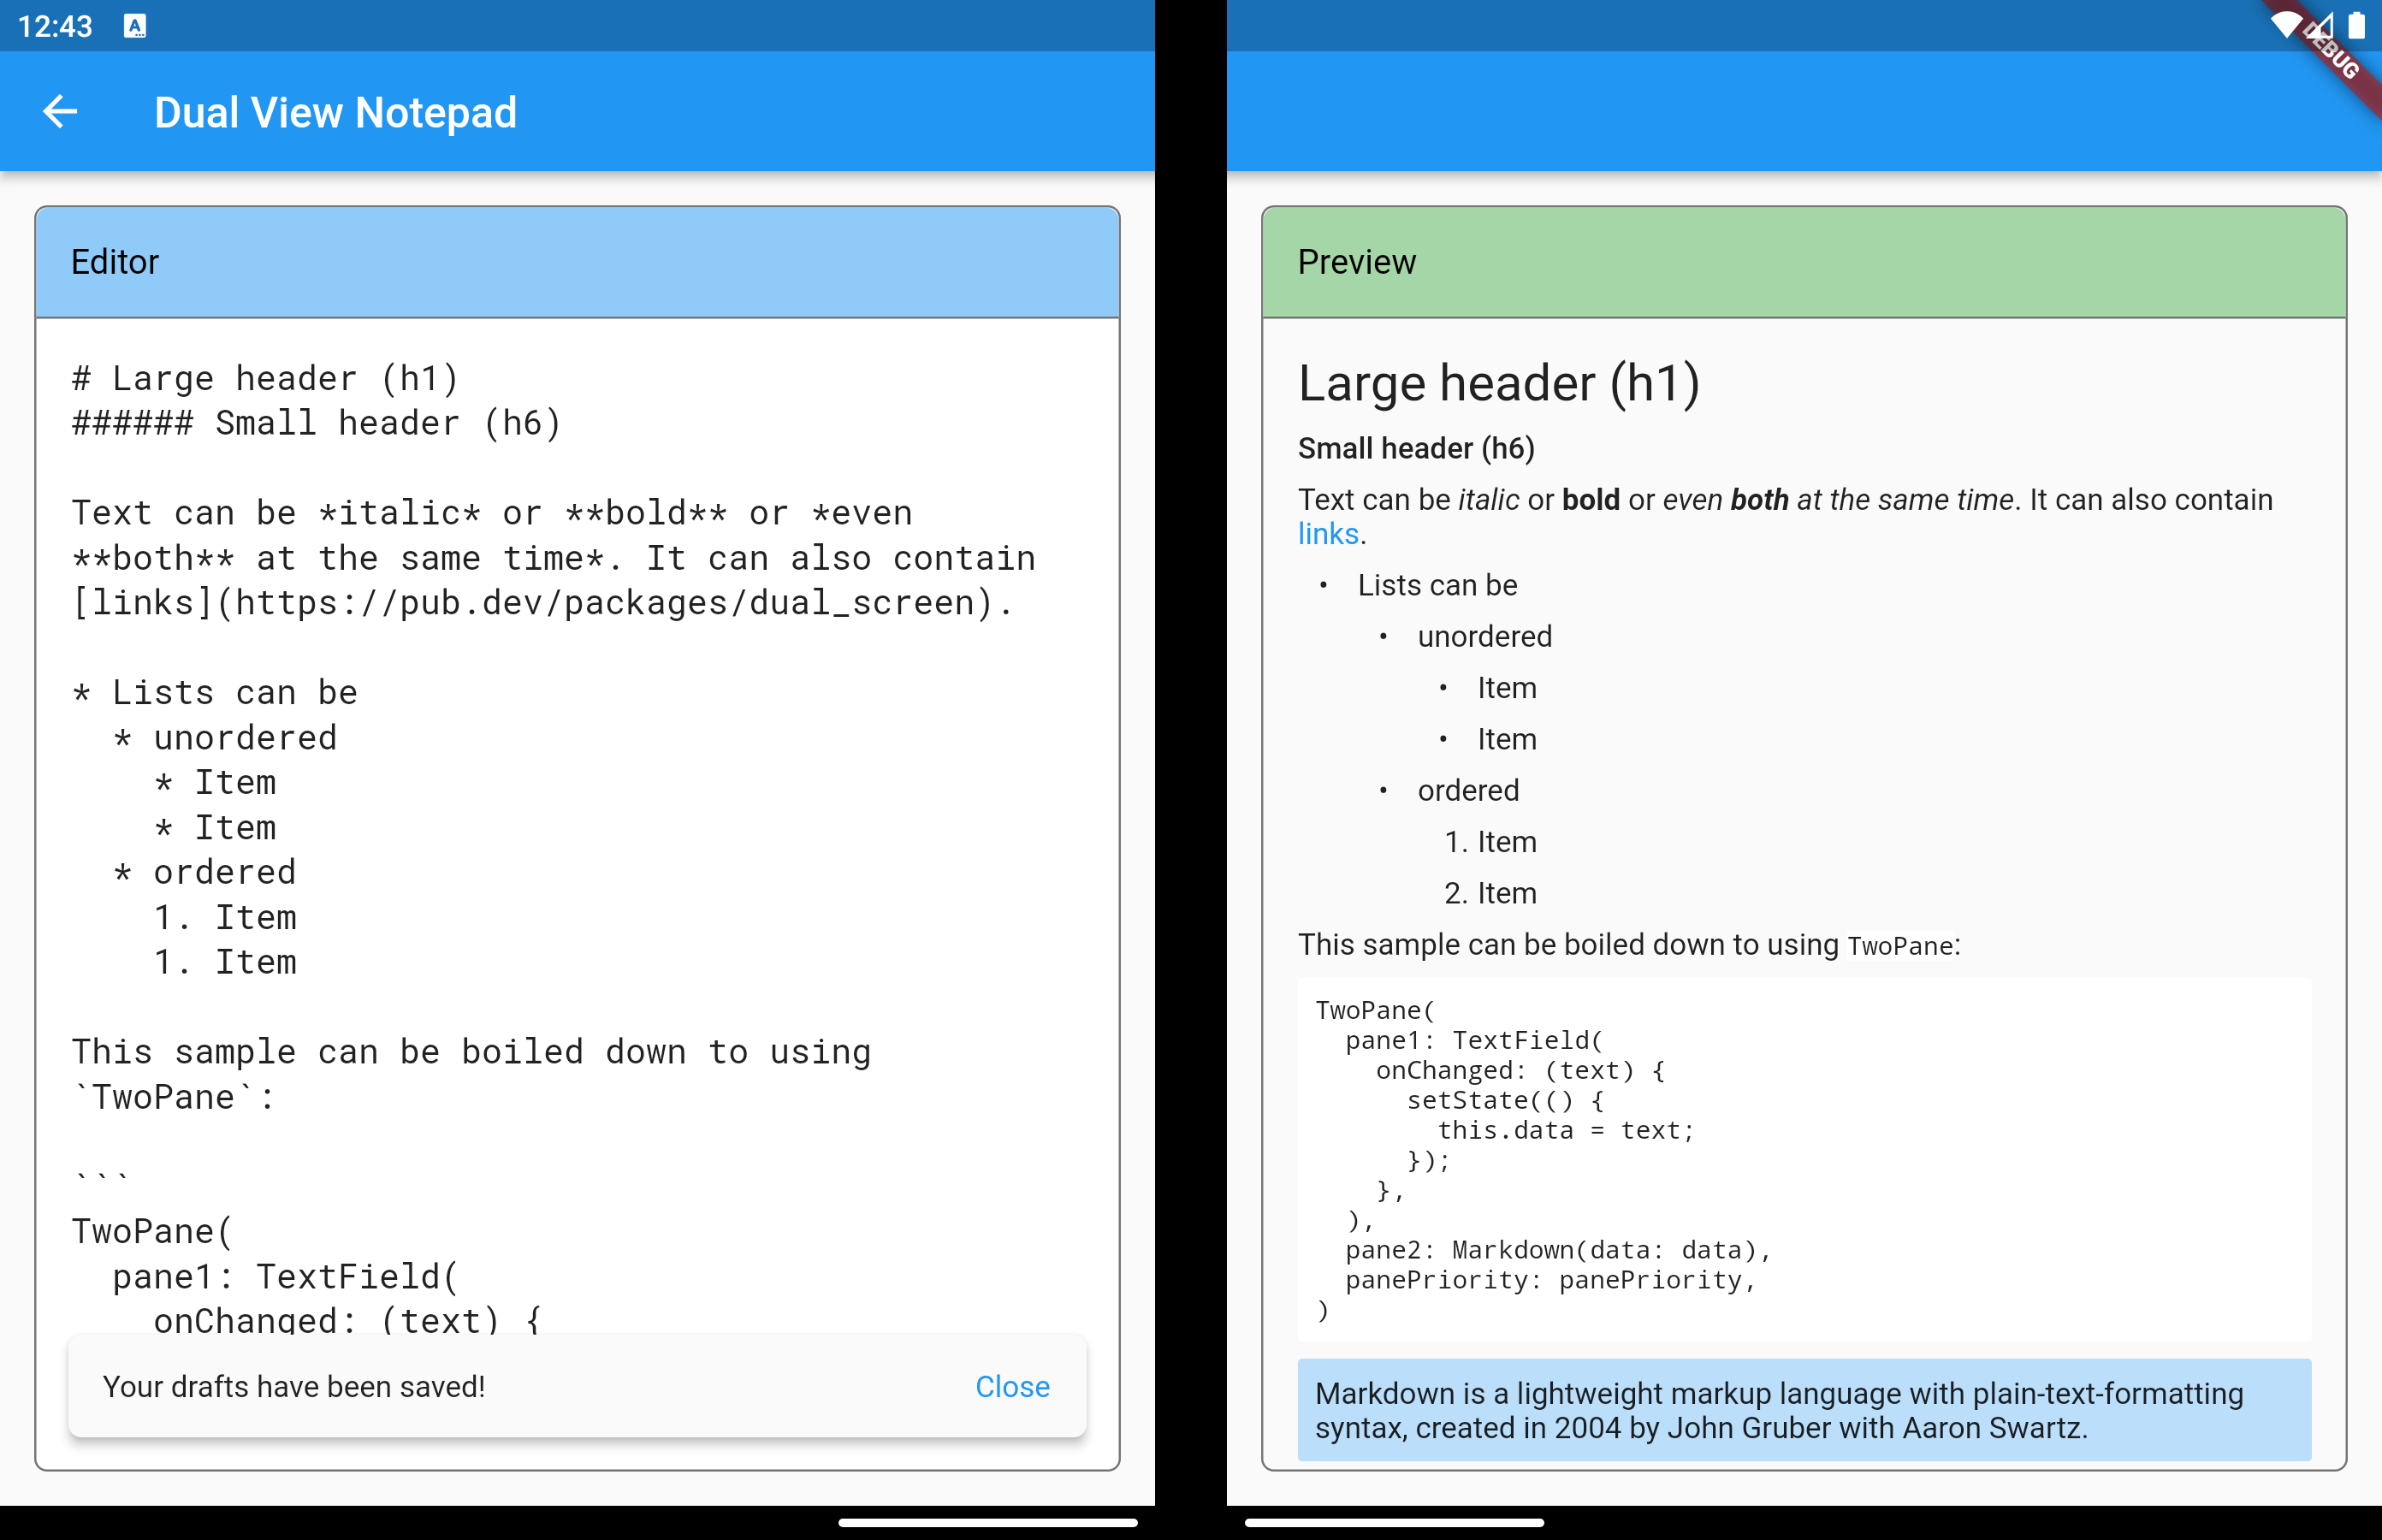 12:43
DEBUG
Dual View Notepad
Editor
# Large header (h1)
###### Small header (h6)
Text can be *italic* or **bold** or *even
**both** at the same time*. It can also contain
[links](https://pub.dev/packages/dual_screen).
* Lists can be
  * unordered
    * Item
    * Item
  * ordered
    1. Item
    1. Item
This sample can be boiled down to using
`TwoPane`:
```
TwoPane(
  pane1: TextField(
    onChanged: (text) {
Your drafts have been saved!
Close
Preview
Large header (h1)
Small header (h6)
Text can be italic or bold or even both at the same time. It can also contain
links.
• Lists can be
• unordered
• Item
• Item
• ordered
1. Item
2. Item
This sample can be boiled down to using TwoPane:
TwoPane(
  pane1: TextField(
    onChanged: (text) {
      setState(() {
        this.data = text;
      });
    },
  ),
  pane2: Markdown(data: data),
  panePriority: panePriority,
)
Markdown is a lightweight markup language with plain-text-formatting
syntax, created in 2004 by John Gruber with Aaron Swartz.